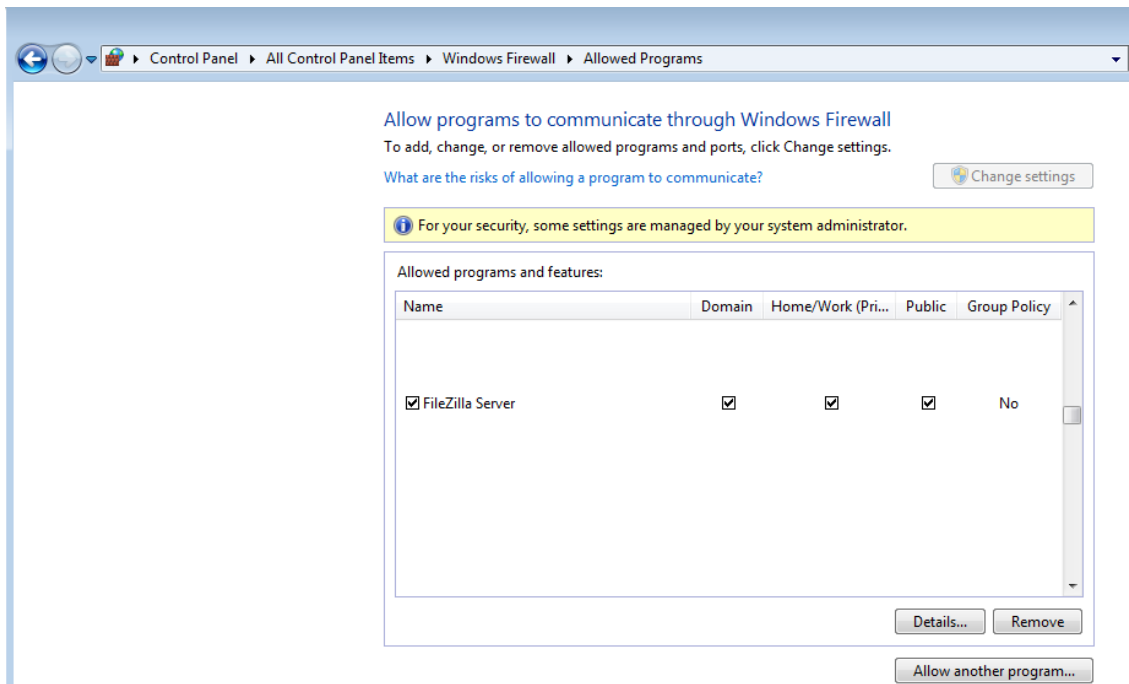 Control Panel Allㅤ Control Panel Items Windows Firewall Allowed Programs
Allow programs to communicate through Windows Firewall
To add, change, or remove allowed programs and ports, click Change settings.
What are the risks of allowing a program to communicate?
Change settings
For your security, some settings are managed by your system administrator.
Allowed programs and features:
Name Domain Home/Work (Pri... Public Group Policy
FileZilla Server No
Details... Remove
Allow another program...